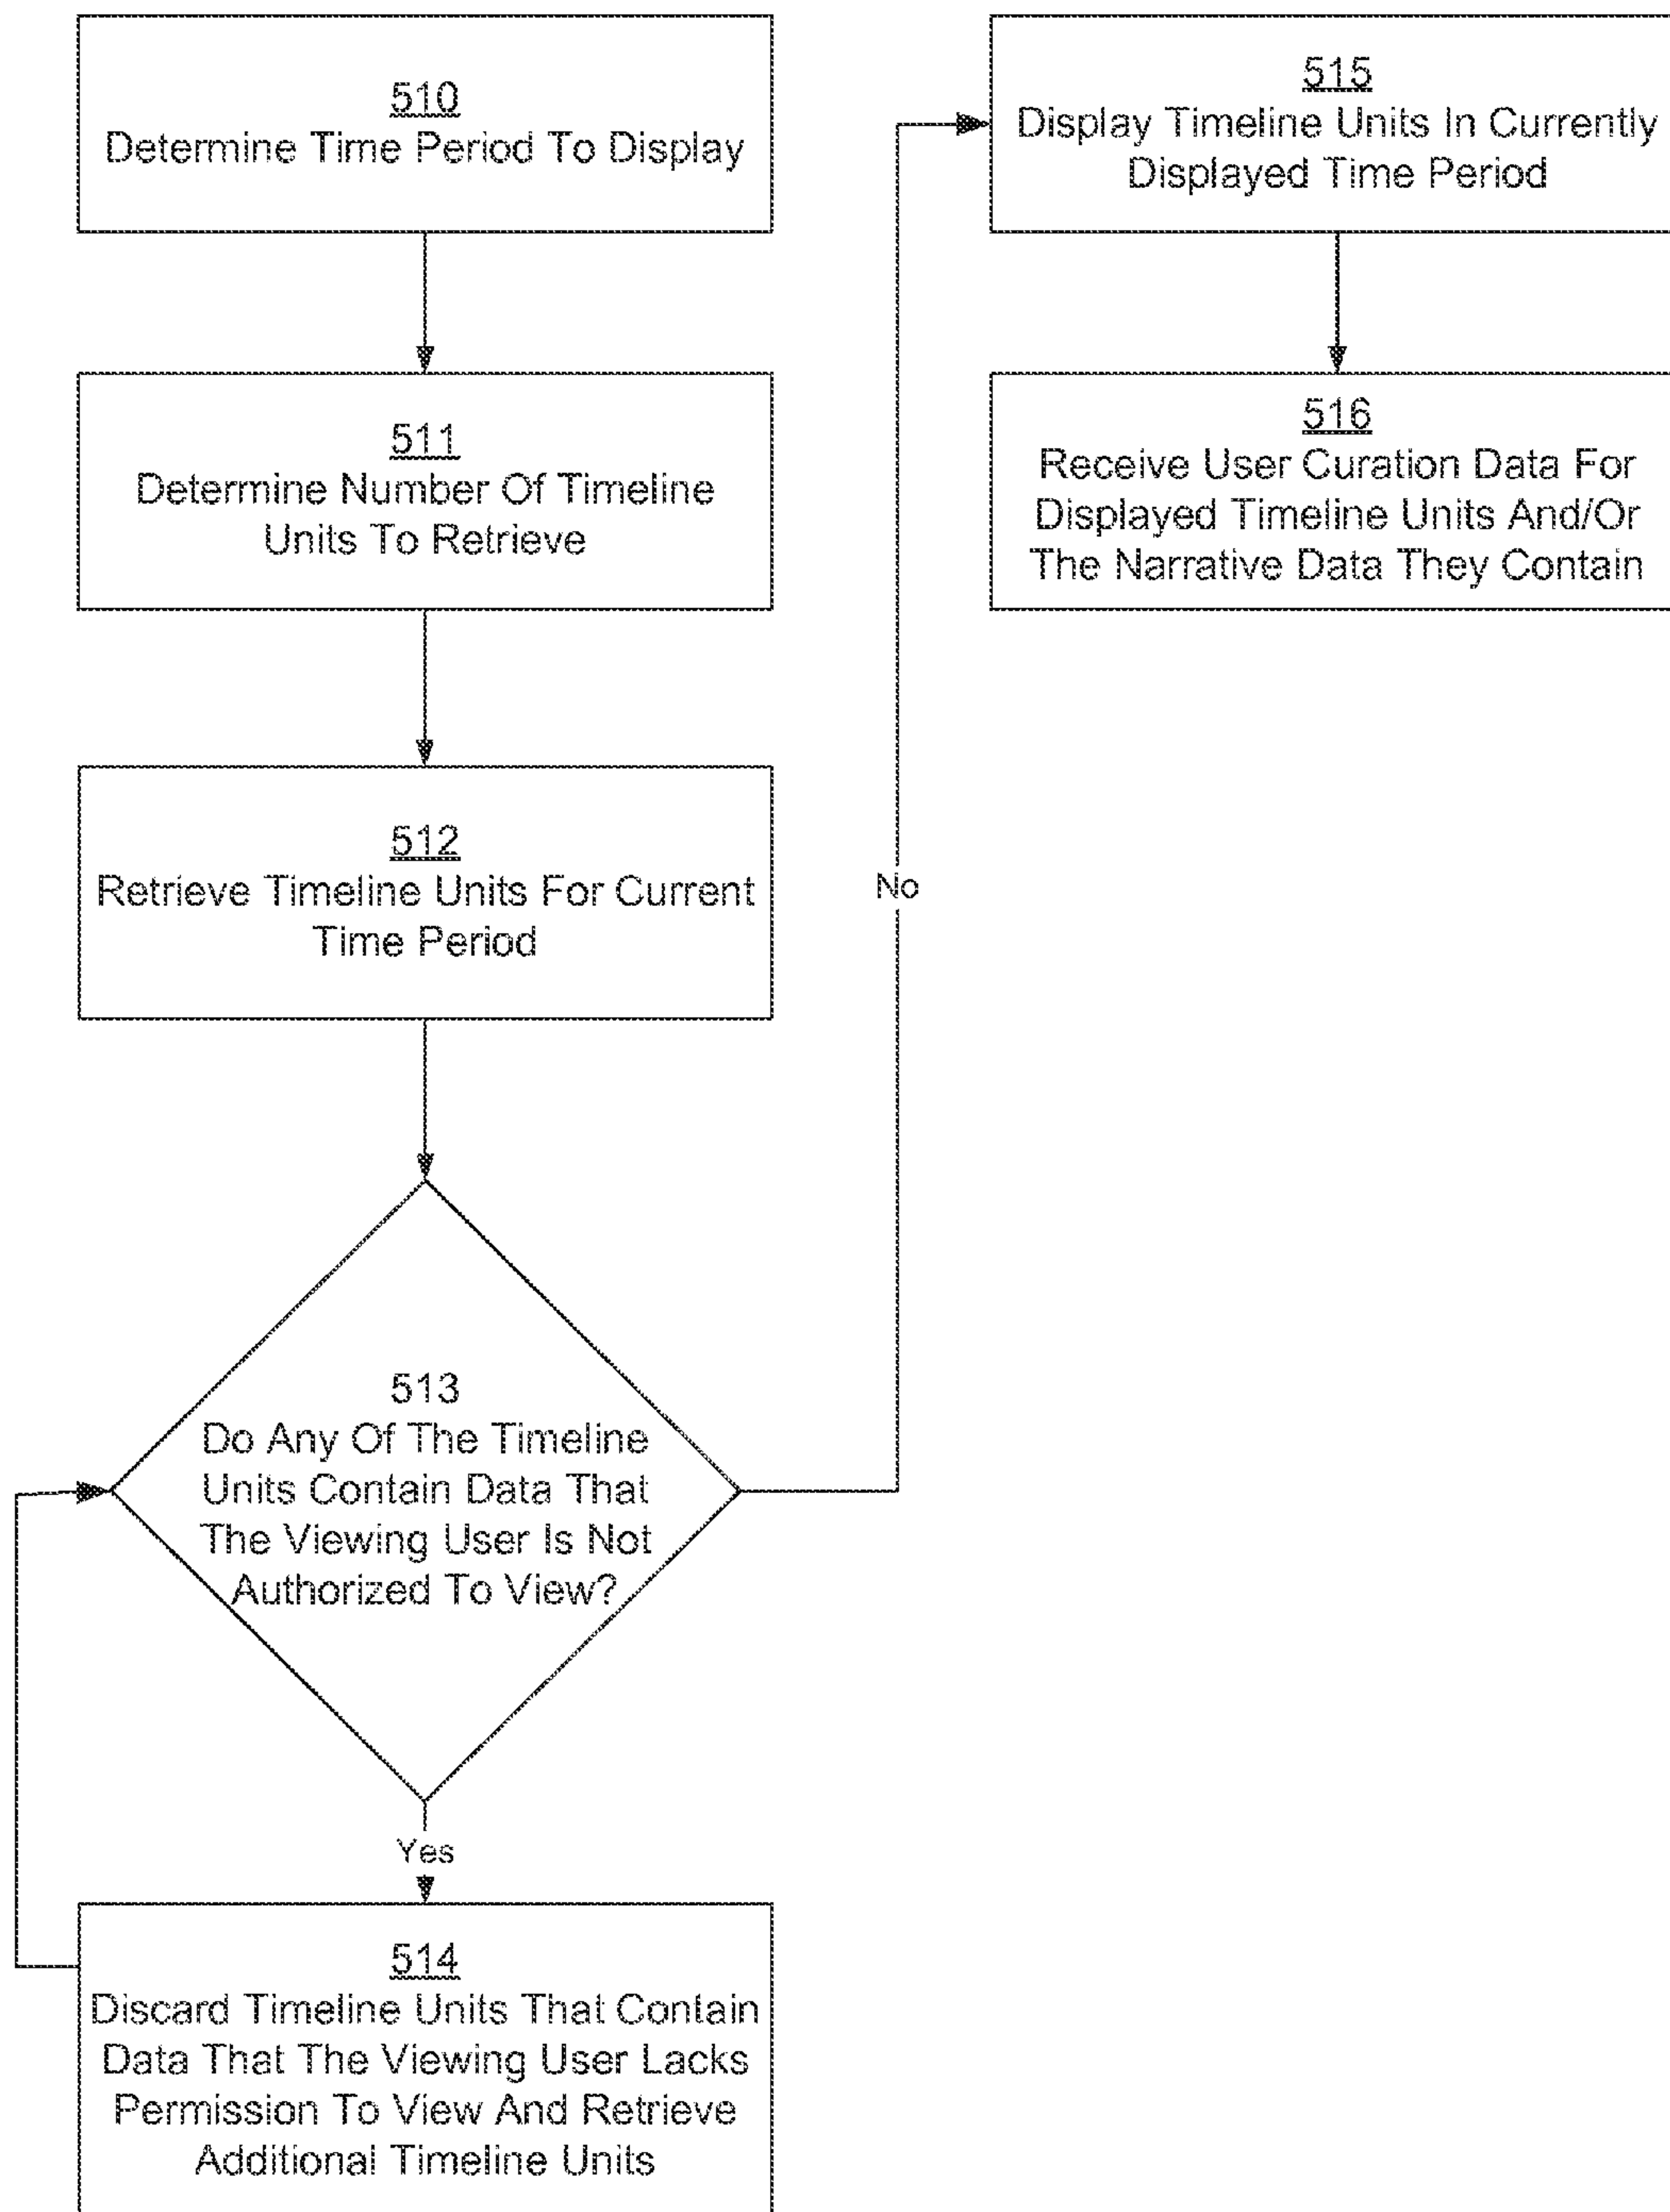 510
Determine Time Period To Display
511
Determine Number Of Timeline
Units To Retrieve
512
Retrieve Timeline Units For Current
Time Period
513
Do Any Of The Timeline
Units Contain Data That
The Viewing User Is Not
Authorized To View?
Yes
514
Discard Timeline Units That Contain
Data That The Viewing User Lacks
Permission To View And Retrieve
Additional Timeline Units
No
515
Display Timeline Units In Currently
Displayed Time Period
516
Receive User Curation Data For
Displayed Timeline Units And/Or
The Narrative Data They Contain